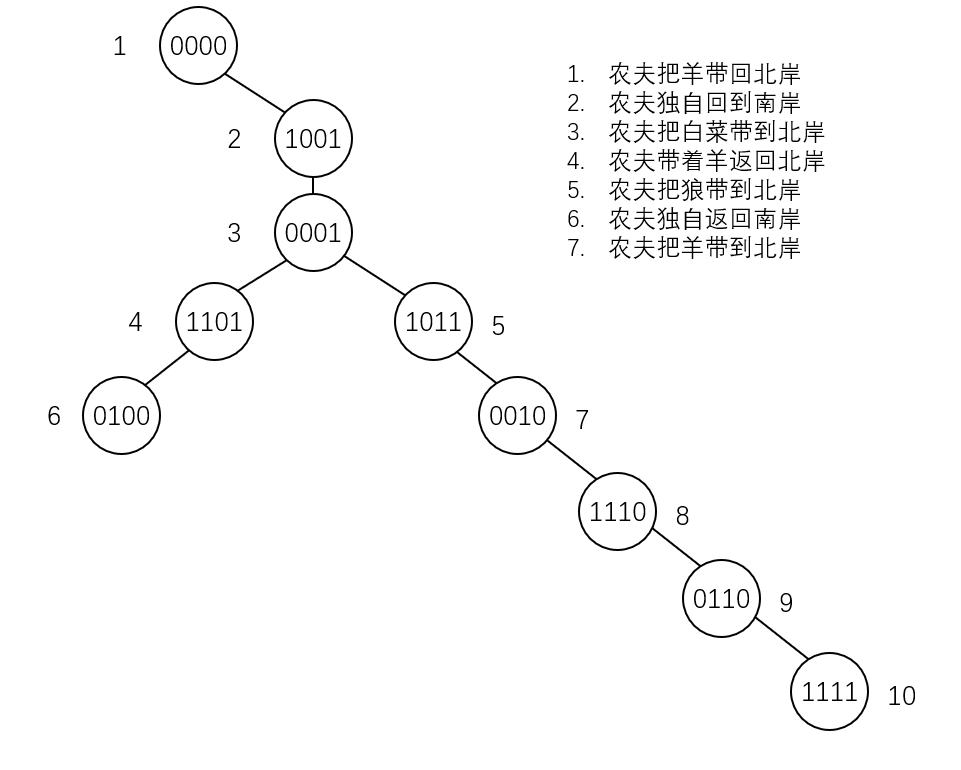 1 0000
1. 农夫把羊带回北岸
2. 农夫独自回到南岸
3. 农夫把白菜带到北岸
4. 农夫带着羊返回北岸
5. 农夫把狼带到北岸
6. 农夫独自返回南岸
7. 农夫把羊带到北岸
2 1001
3 0001
4 1101
1011 5
6 0100
0010 7
1110 8
0110 9
1111 10